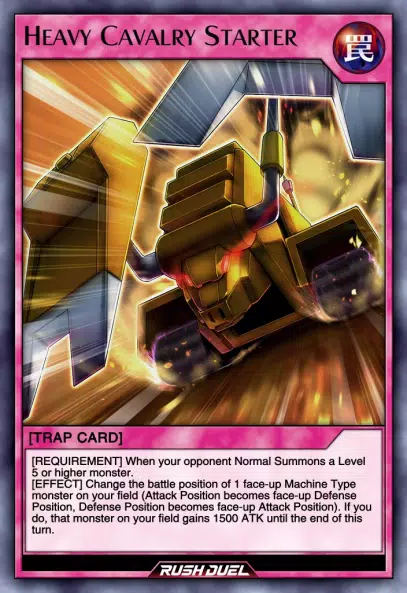 Heavy Cavalry Starter
罠
[TRAP CARD]
[REQUIREMENT] When your opponent Normal Summons a Level
5 or higher monster.
[EFFECT] Change the battle position of 1 face-up Machine Type
monster on your field (Attack Position becomes face-up Defense
Position, Defense Position becomes face-up Attack Position). If you
do, that monster on your field gains 1500 ATK until the end of this
turn.
RUSH DUEL